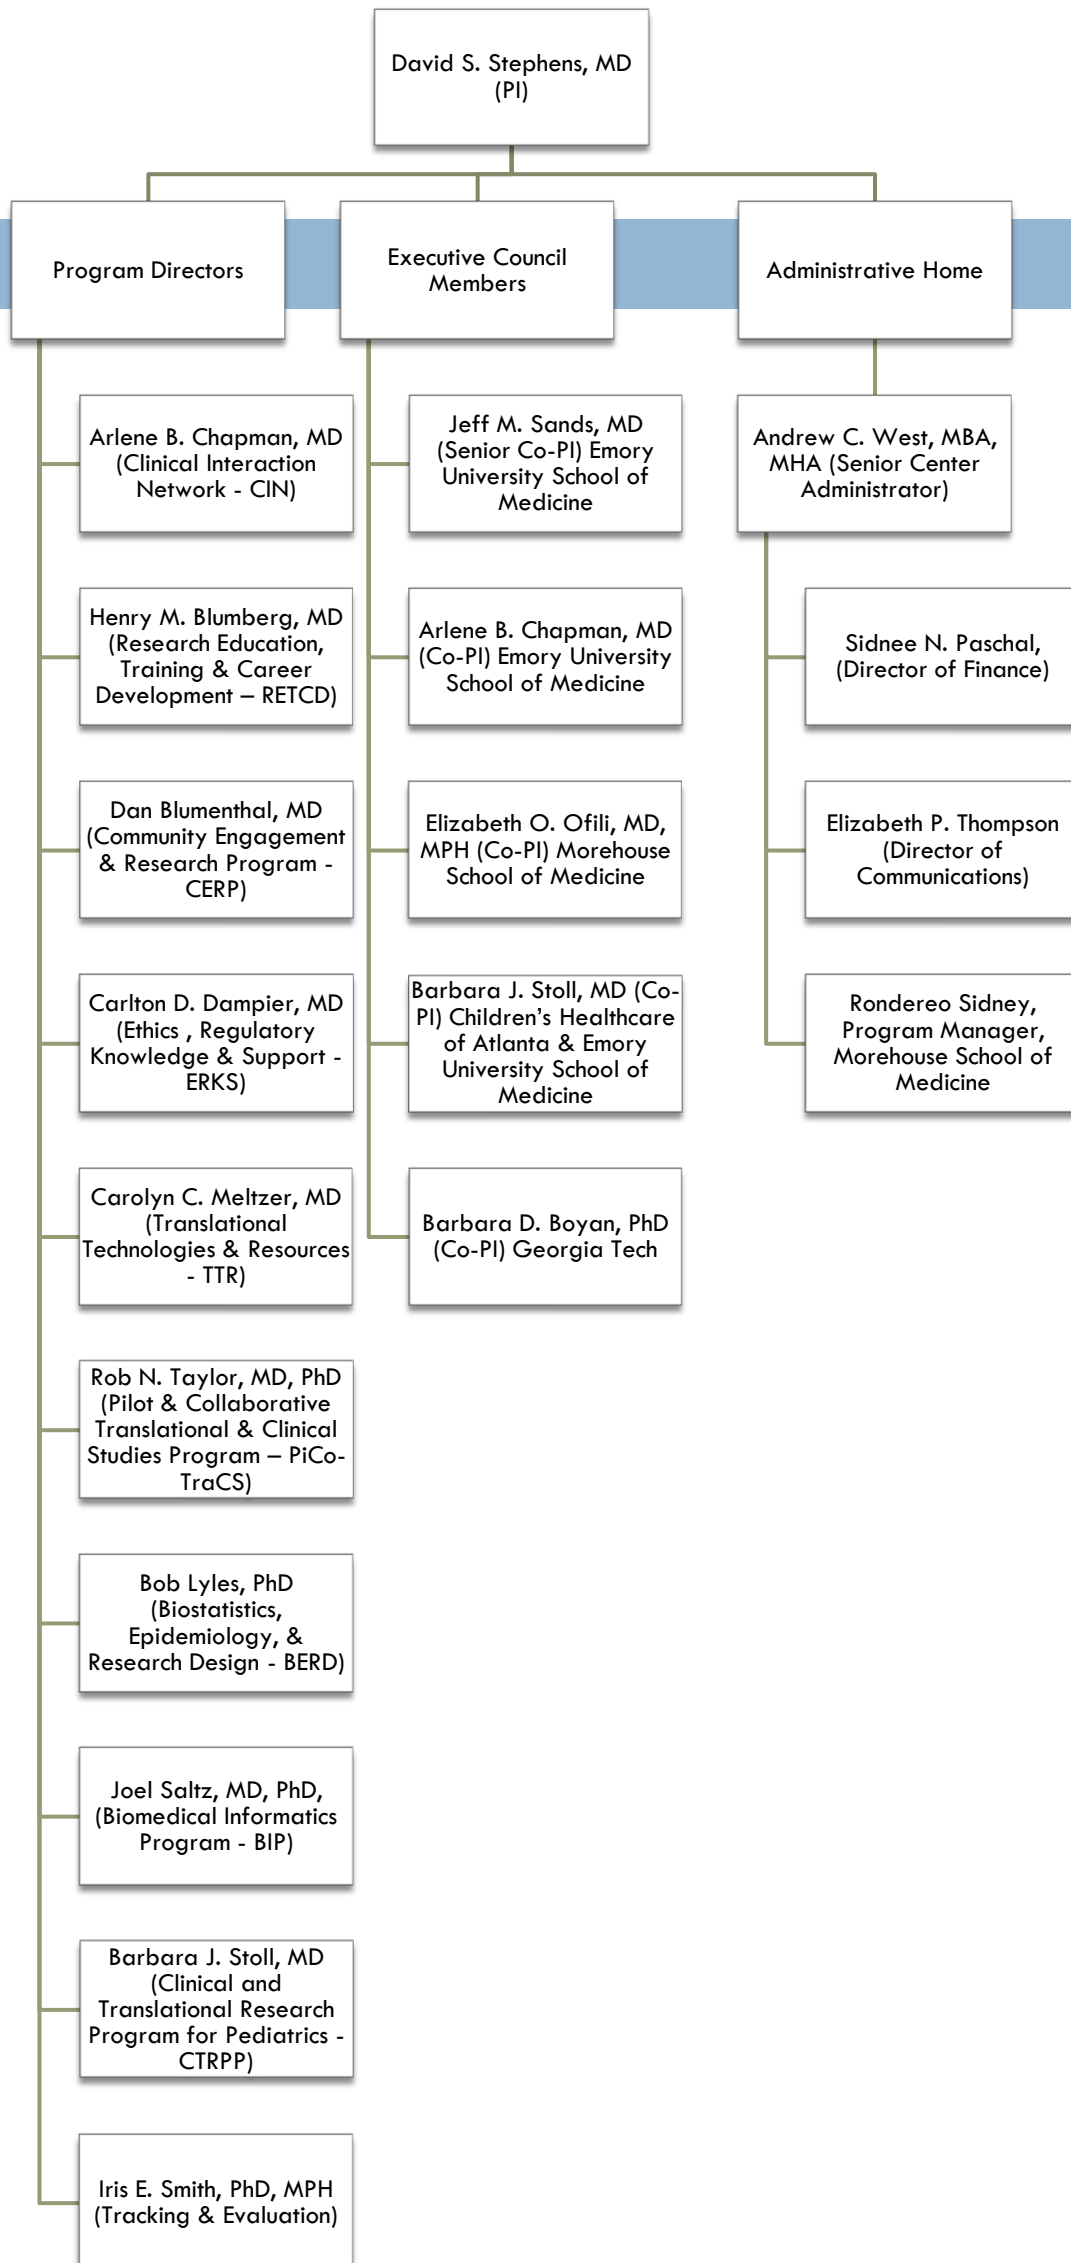 David S. Stephens, MD
(PI)
Program Directors
Executive Council
Members
Administrative Home
Arlene B. Chapman, MD
(Clinical Interaction
Network - CIN)
Henry M. Blumberg, MD
(Research Education,
Training & Career
Development – RETCD)
Dan Blumenthal, MD
(Community Engagement
& Research Program -
CERP)
Carlton D. Dampier, MD
(Ethics , Regulatory
Knowledge & Support -
ERKS)
Carolyn C. Meltzer, MD
(Translational
Technologies & Resources
- TTR)
Rob N. Taylor, MD, PhD
(Pilot & Collaborative
Translational & Clinical
Studies Program – PiCo-
TraCS)
Bob Lyles, PhD
(Biostatistics,
Epidemiology, &
Research Design - BERD)
Joel Saltz, MD, PhD,
(Biomedical Informatics
Program - BIP)
Barbara J. Stoll, MD
(Clinical and
Translational Research
Program for Pediatrics -
CTRPP)
Iris E. Smith, PhD, MPH
(Tracking & Evaluation)
Jeff M. Sands, MD
(Senior Co-PI) Emory
University School of
Medicine
Arlene B. Chapman, MD
(Co-PI) Emory University
School of Medicine
Elizabeth O. Ofili, MD,
MPH (Co-PI) Morehouse
School of Medicine
Barbara J. Stoll, MD (Co-
PI) Children’s Healthcare
of Atlanta & Emory
University School of
Medicine
Barbara D. Boyan, PhD
(Co-PI) Georgia Tech
Andrew C. West, MBA,
MHA (Senior Center
Administrator)
Sidnee N. Paschal,
(Director of Finance)
Elizabeth P. Thompson
(Director of
Communications)
Rondereo Sidney,
Program Manager,
Morehouse School of
Medicine